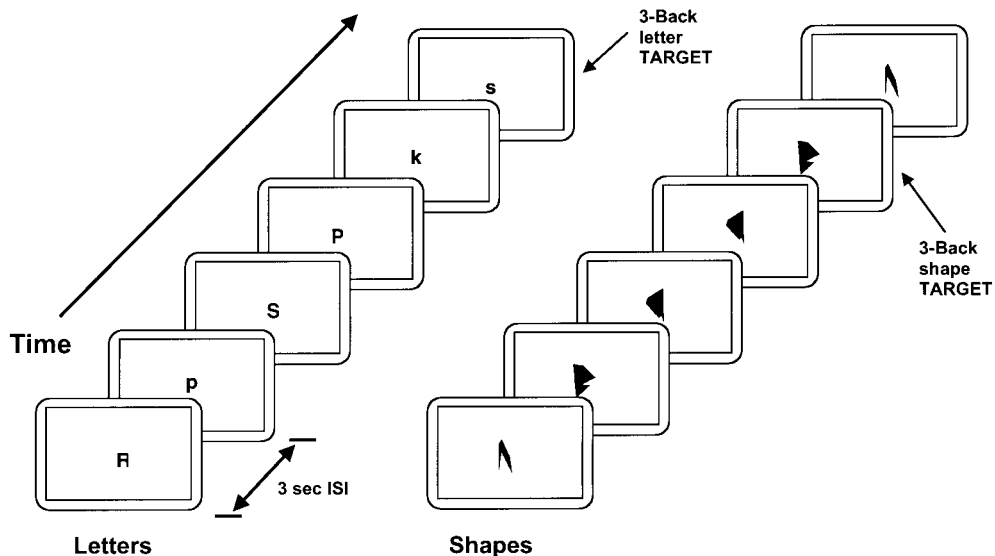 3-Back
letter
TARGET
s
k
P
S
p
R
Time
3 sec ISI
Letters
3-Back
shape
TARGET
Shapes